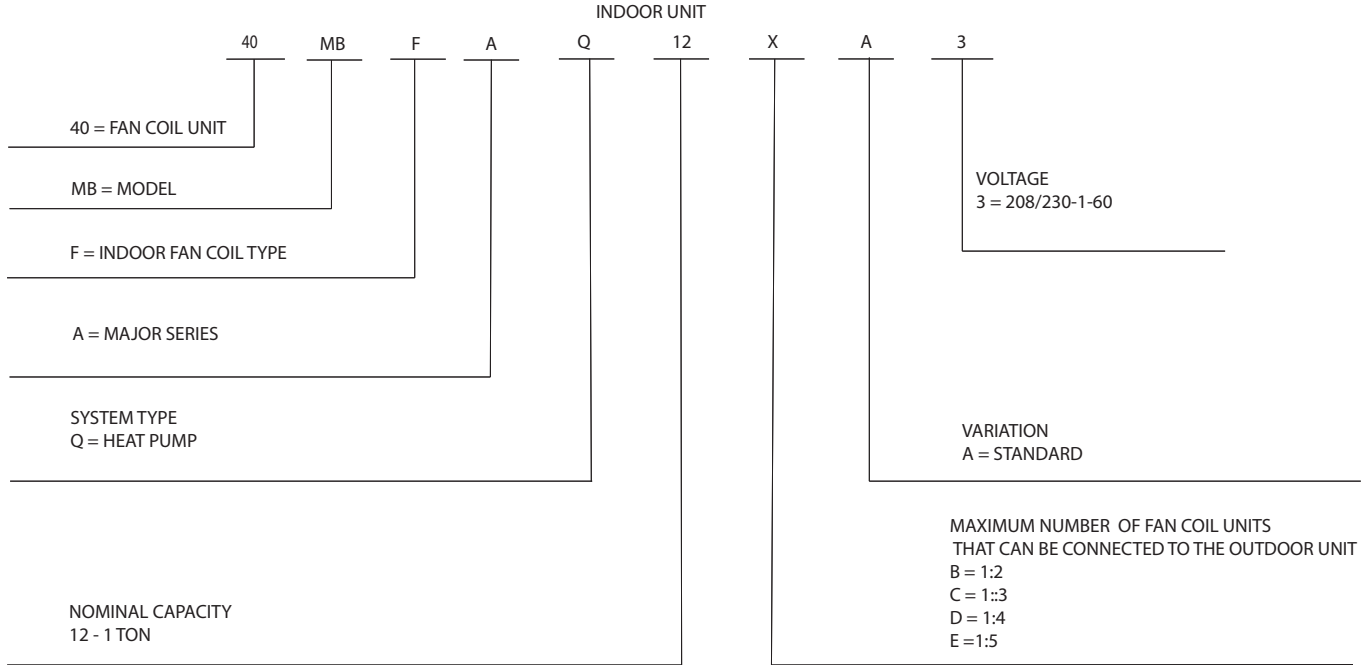 INDOOR UNIT
40 MB F A Q 12 X A 3
40 = FAN COIL UNIT
MB = MODEL
F = INDOOR FAN COIL TYPE
A = MAJOR SERIES
SYSTEM TYPE
Q = HEAT PUMP
NOMINAL CAPACITY
12 - 1 TON
VOLTAGE
3 = 208/230-1-60
VARIATION
A = STANDARD
MAXIMUM NUMBER OF FAN COIL UNITS
THAT CAN BE CONNECTED TO THE OUTDOOR UNIT
B = 1:2
C = 1::3
D = 1:4
E =1:5